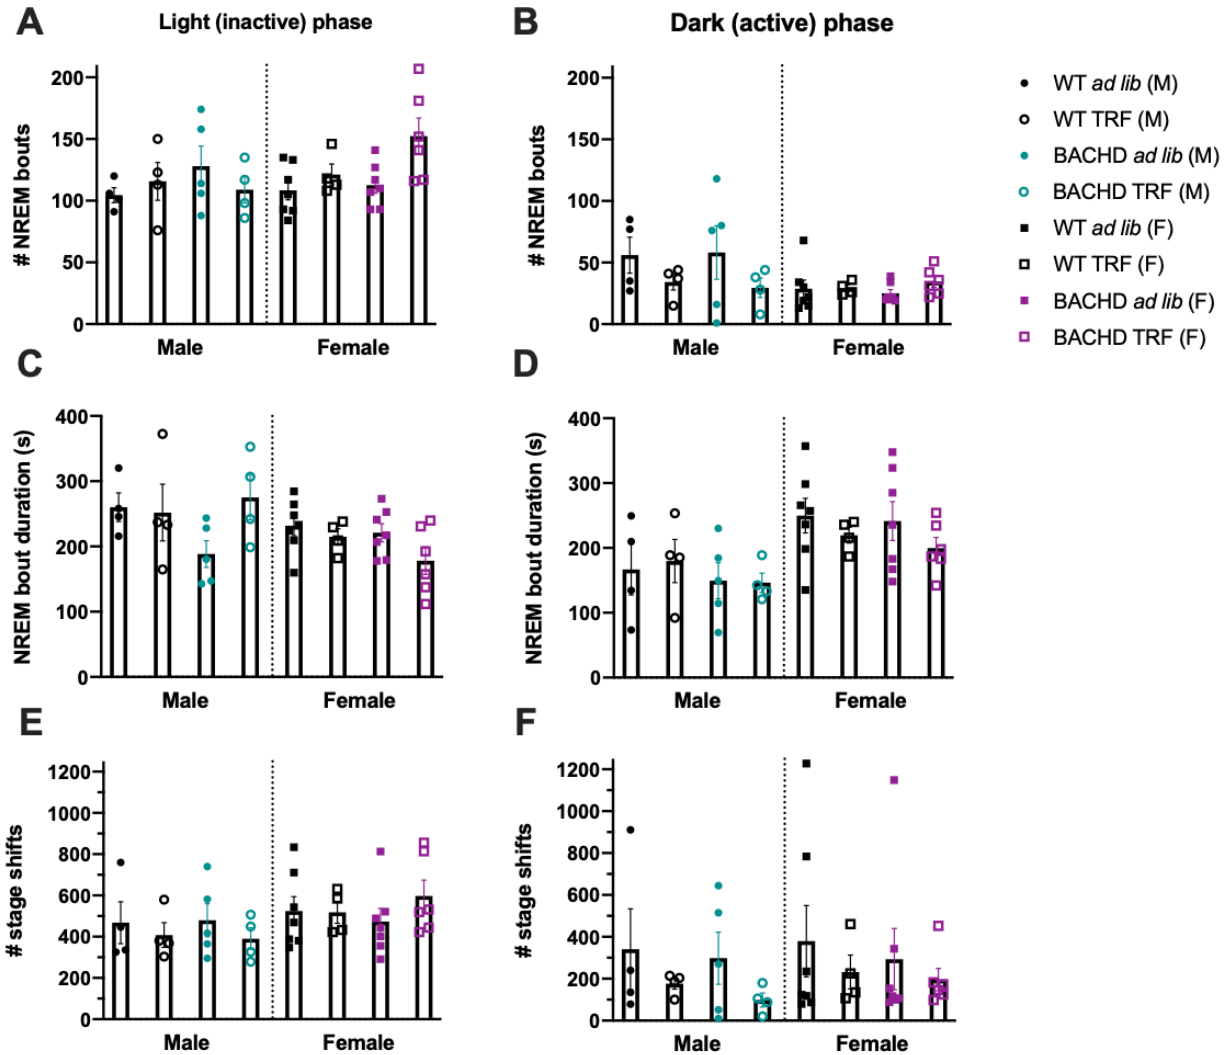 A
Light (inactive) phase
B
Dark (active) phase
# NREM bouts
200
150
100
50
0
Male
Female
# NREM bouts
200
150
100
50
0
Male
Female
WT ad lib (M)
WT TRF (M)
BACHD ad lib (M)
BACHD TRF (M)
WT ad lib (F)
WT TRF (F)
BACHD ad lib (F)
BACHD TRF (F)
C
NREM bout duration (s)
400
300
200
100
0
Male
Female
D
NREM bout duration (s)
400
300
200
100
0
Male
Female
E
# stage shifts
1200
1000
800
600
400
200
0
Male
Female
F
# stage shifts
1200
1000
800
600
400
200
0
Male
Female